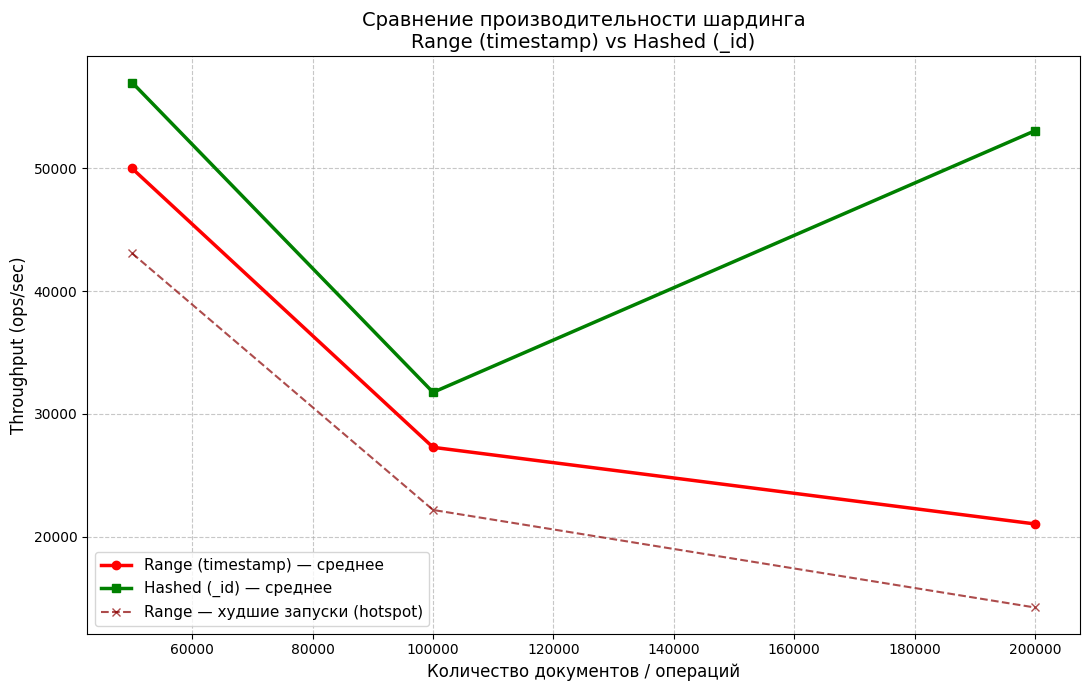 Сравнение производительности шардинга
Range (timestamp) vs Hashed (_id)
Throughput (ops/sec)
50000
40000
30000
20000
Range (timestamp) — среднее
Hashed (_id) — среднее
Range — худшие запуски (hotspot)
60000
80000
100000
120000
140000
160000
180000
200000
Количество документов / операций